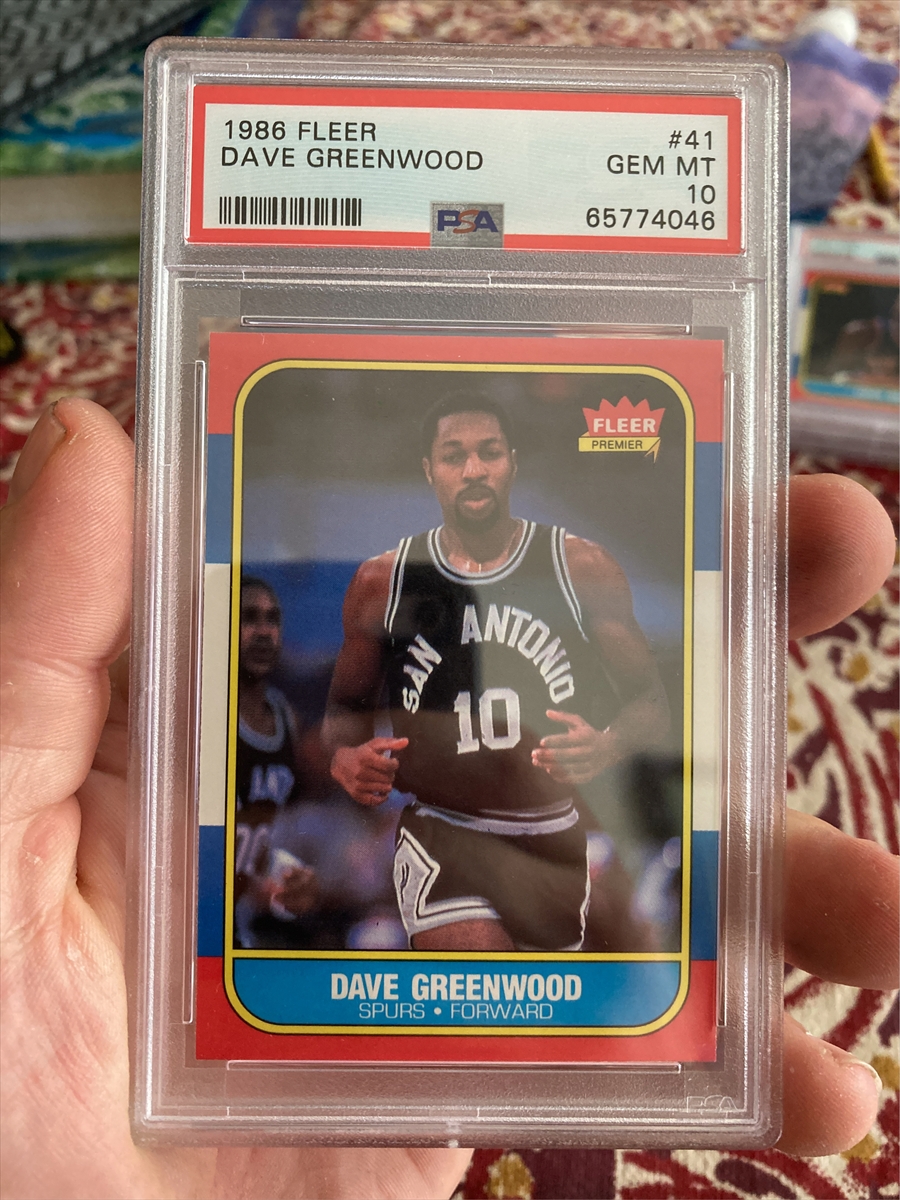 1986 FLEER #41
DAVE GREENWOOD GEM MT
10
PSA 65774046
FLEER
PREMIER
SAN ANTONIO
10
DAVE GREENWOOD
SPURS • FORWARD
PSA